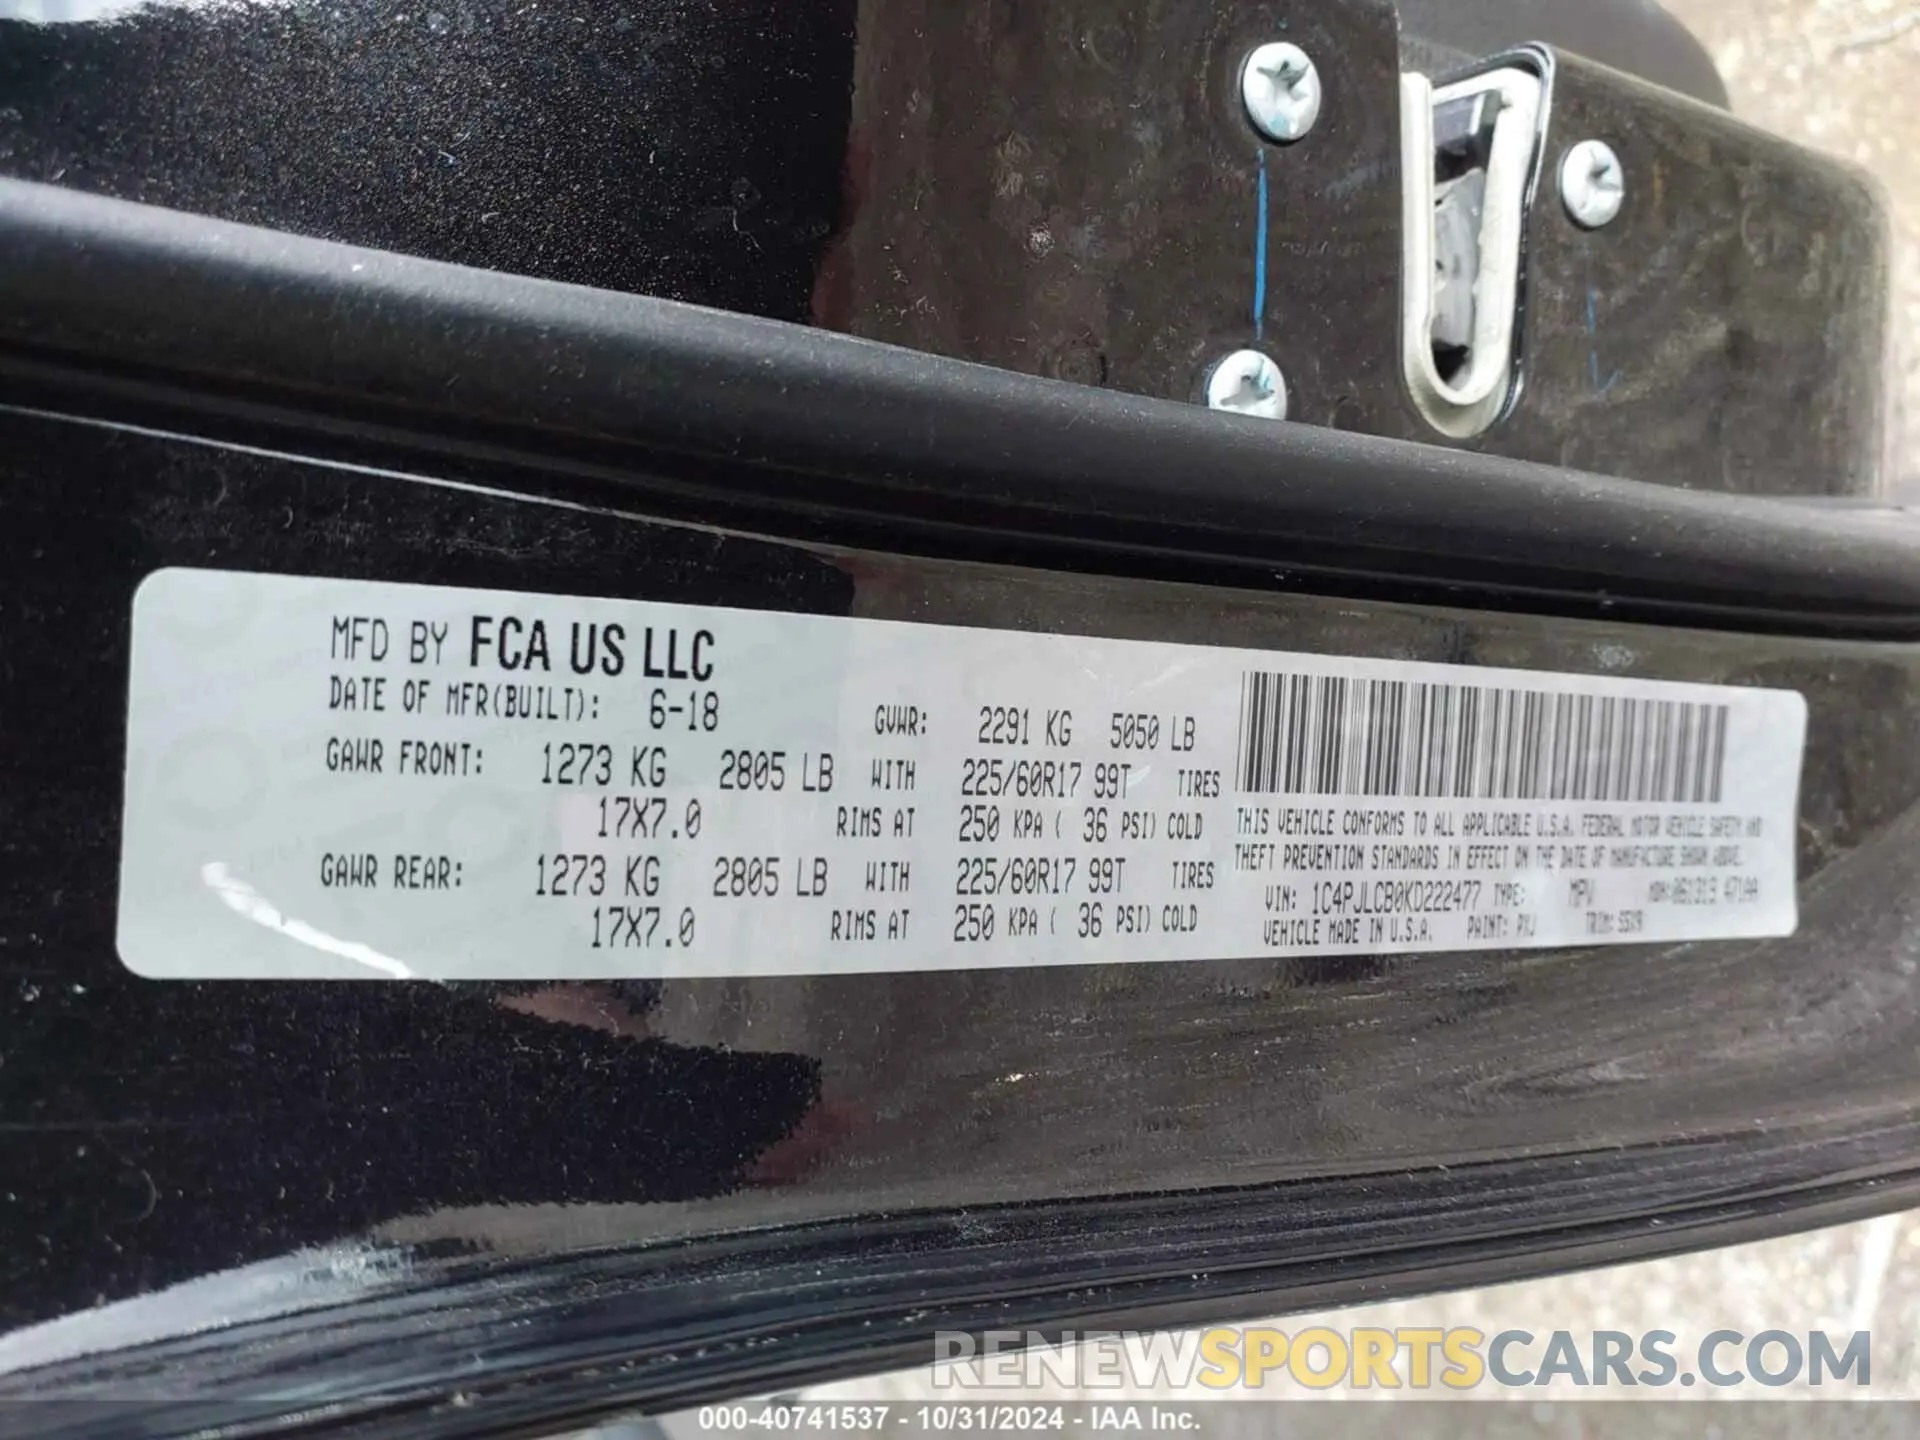 MFD BY FCA US LLC
DATE OF MFR(BUILT): 6-18 GVWR: 2291 KG 5050 LB
GAWR FRONT: 1273 KG 2805 LB WITH 225/60R17 99T TIRES
17X7.0 RIMS AT 250 KPA ( 36 PSI) COLD
GAWR REAR: 1273 KG 2805 LB WITH 225/60R17 99T TIRES
17X7.0 RIMS AT 250 KPA ( 36 PSI) COLD
THIS VEHICLE CONFORMS TO ALL APPLICABLE U.S.A. FEDERAL MOTOR VEHICLE SAFETY AND
THEFT PREVENTION STANDARDS IN EFFECT ON THE DATE OF MANUFACTURE SHOWN ABOVE.
VIN: 1C4PJLCB0KD222477 TYPE: MPV MDH: 061319 471AA
VEHICLE MADE IN U.S.A. PAINT: PXJ TRIM: S5X9
RENEWSPORTSCARS.COM
000-40741537 - 10/31/2024 - IAA Inc.